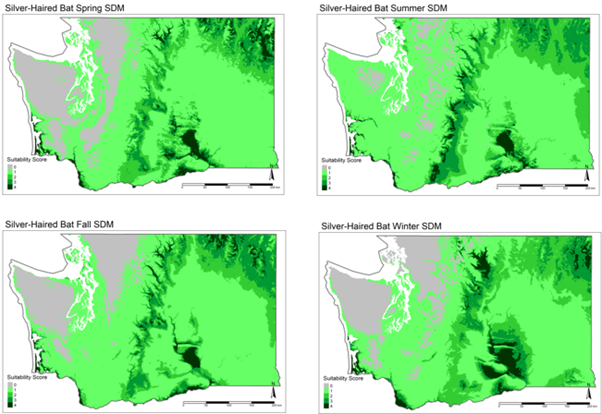 Silver-Haired Bat Spring SDM
Suitability Score
0
1
2
3
4
N
Silver-Haired Bat Summer SDM
Suitability Score
0
1
2
3
4
N
Silver-Haired Bat Fall SDM
Suitability Score
0
1
2
3
4
N
Silver-Haired Bat Winter SDM
Suitability Score
0
1
2
3
4
N